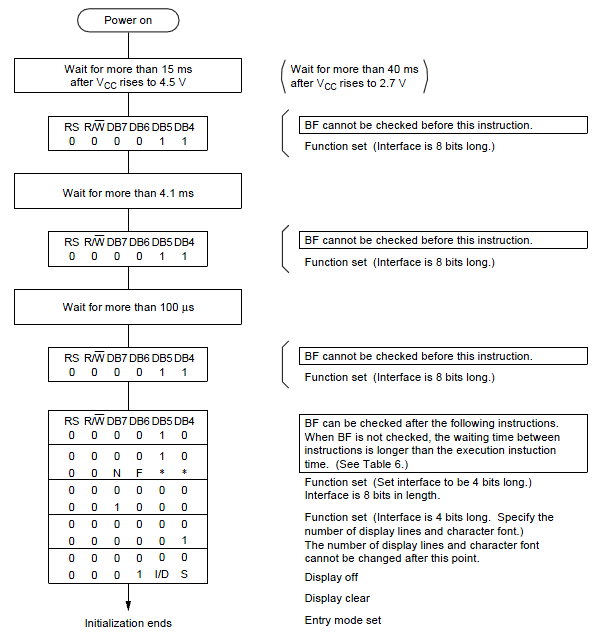 Power on
Wait for more than 15 ms
after VCC rises to 4.5 V
Wait for more than 40 ms
after VCC rises to 2.7 V
RS R/W DB7 DB6 DB5 DB4
0 0 0 0 1 1
BF cannot be checked before this instruction.
Function set (Interface is 8 bits long.)
Wait for more than 4.1 ms
RS R/W DB7 DB6 DB5 DB4
0 0 0 0 1 1
BF cannot be checked before this instruction.
Function set (Interface is 8 bits long.)
Wait for more than 100 μs
RS R/W DB7 DB6 DB5 DB4
0 0 0 0 1 1
BF cannot be checked before this instruction.
Function set (Interface is 8 bits long.)
RS R/W DB7 DB6 DB5 DB4
0 0 0 0 1 0
0 0 0 0 1 0
0 0 N F * *
0 0 0 0 0 0
0 0 1 0 0 0
0 0 0 0 0 0
0 0 0 0 0 1
0 0 0 0 0 0
0 0 0 1 I/D S
BF can be checked after the following instructions.
When BF is not checked, the waiting time between
instructions is longer than the execution instuction
time. (See Table 6.)
Function set (Set interface to be 4 bits long.)
Interface is 8 bits in length.
Function set (Interface is 4 bits long. Specify the
number of display lines and character font.)
The number of display lines and character font
cannot be changed after this point.
Display off
Display clear
Entry mode set
Initialization ends